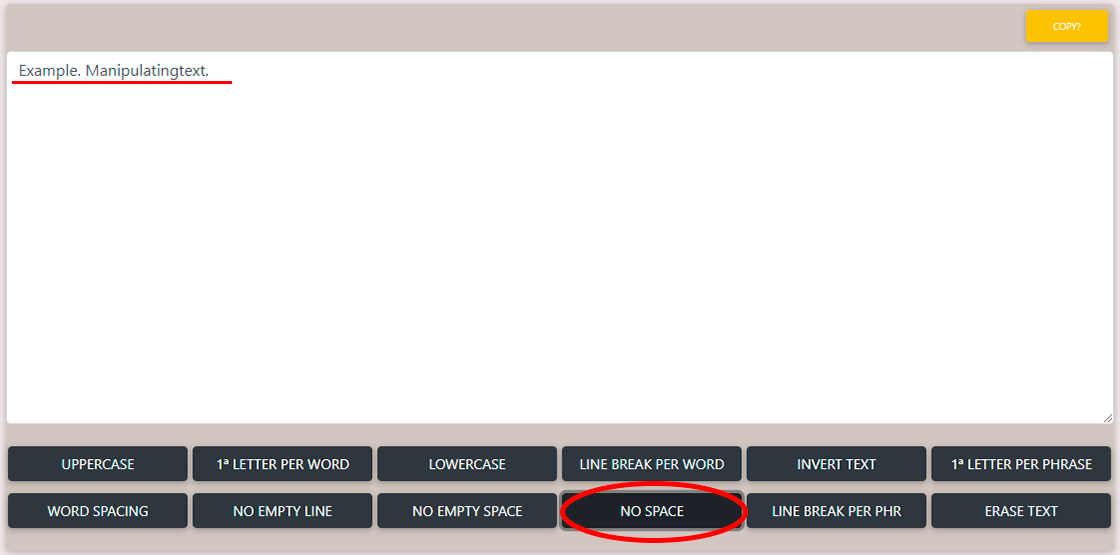 COPY?
Example. Manipulatingtext.
UPPERCASE 1ª LETTER PER WORD LOWERCASE LINE BREAK PER WORD INVERT TEXT 1ª LETTER PER PHRASE
WORD SPACING NO EMPTY LINE NO EMPTY SPACE NO SPACE LINE BREAK PER PHR ERASE TEXT